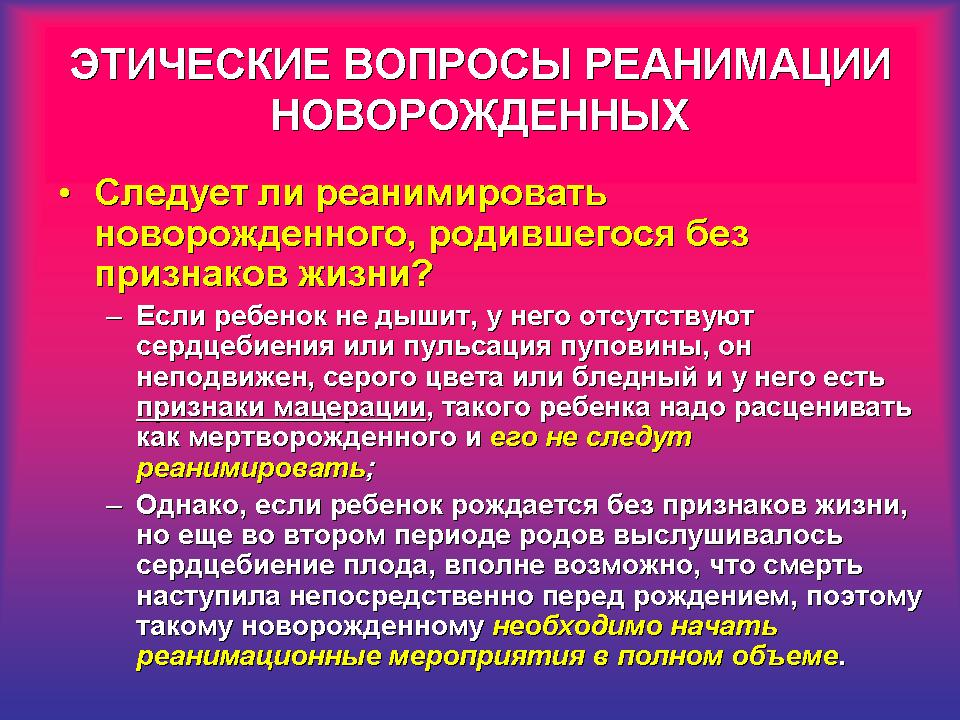 ЭТИЧЕСКИЕ ВОПРОСЫ РЕАНИМАЦИИ
НОВОРОЖДЕННЫХ
• Следует ли реанимировать
новорожденного, родившегося без
признаков жизни?
– Если ребенок не дышит, у него отсутствуют
сердцебиения или пульсация пуповины, он
неподвижен, серого цвета или бледный и у него есть
признаки мацерации, такого ребенка надо расценивать
как мертворожденного и его не следут
реанимировать;
– Однако, если ребенок рождается без признаков жизни,
но еще во втором периоде родов выслушивалось
сердцебиение плода, вполне возможно, что смерть
наступила непосредственно перед рождением, поэтому
такому новорожденному необходимо начать
реанимационные мероприятия в полном объеме.